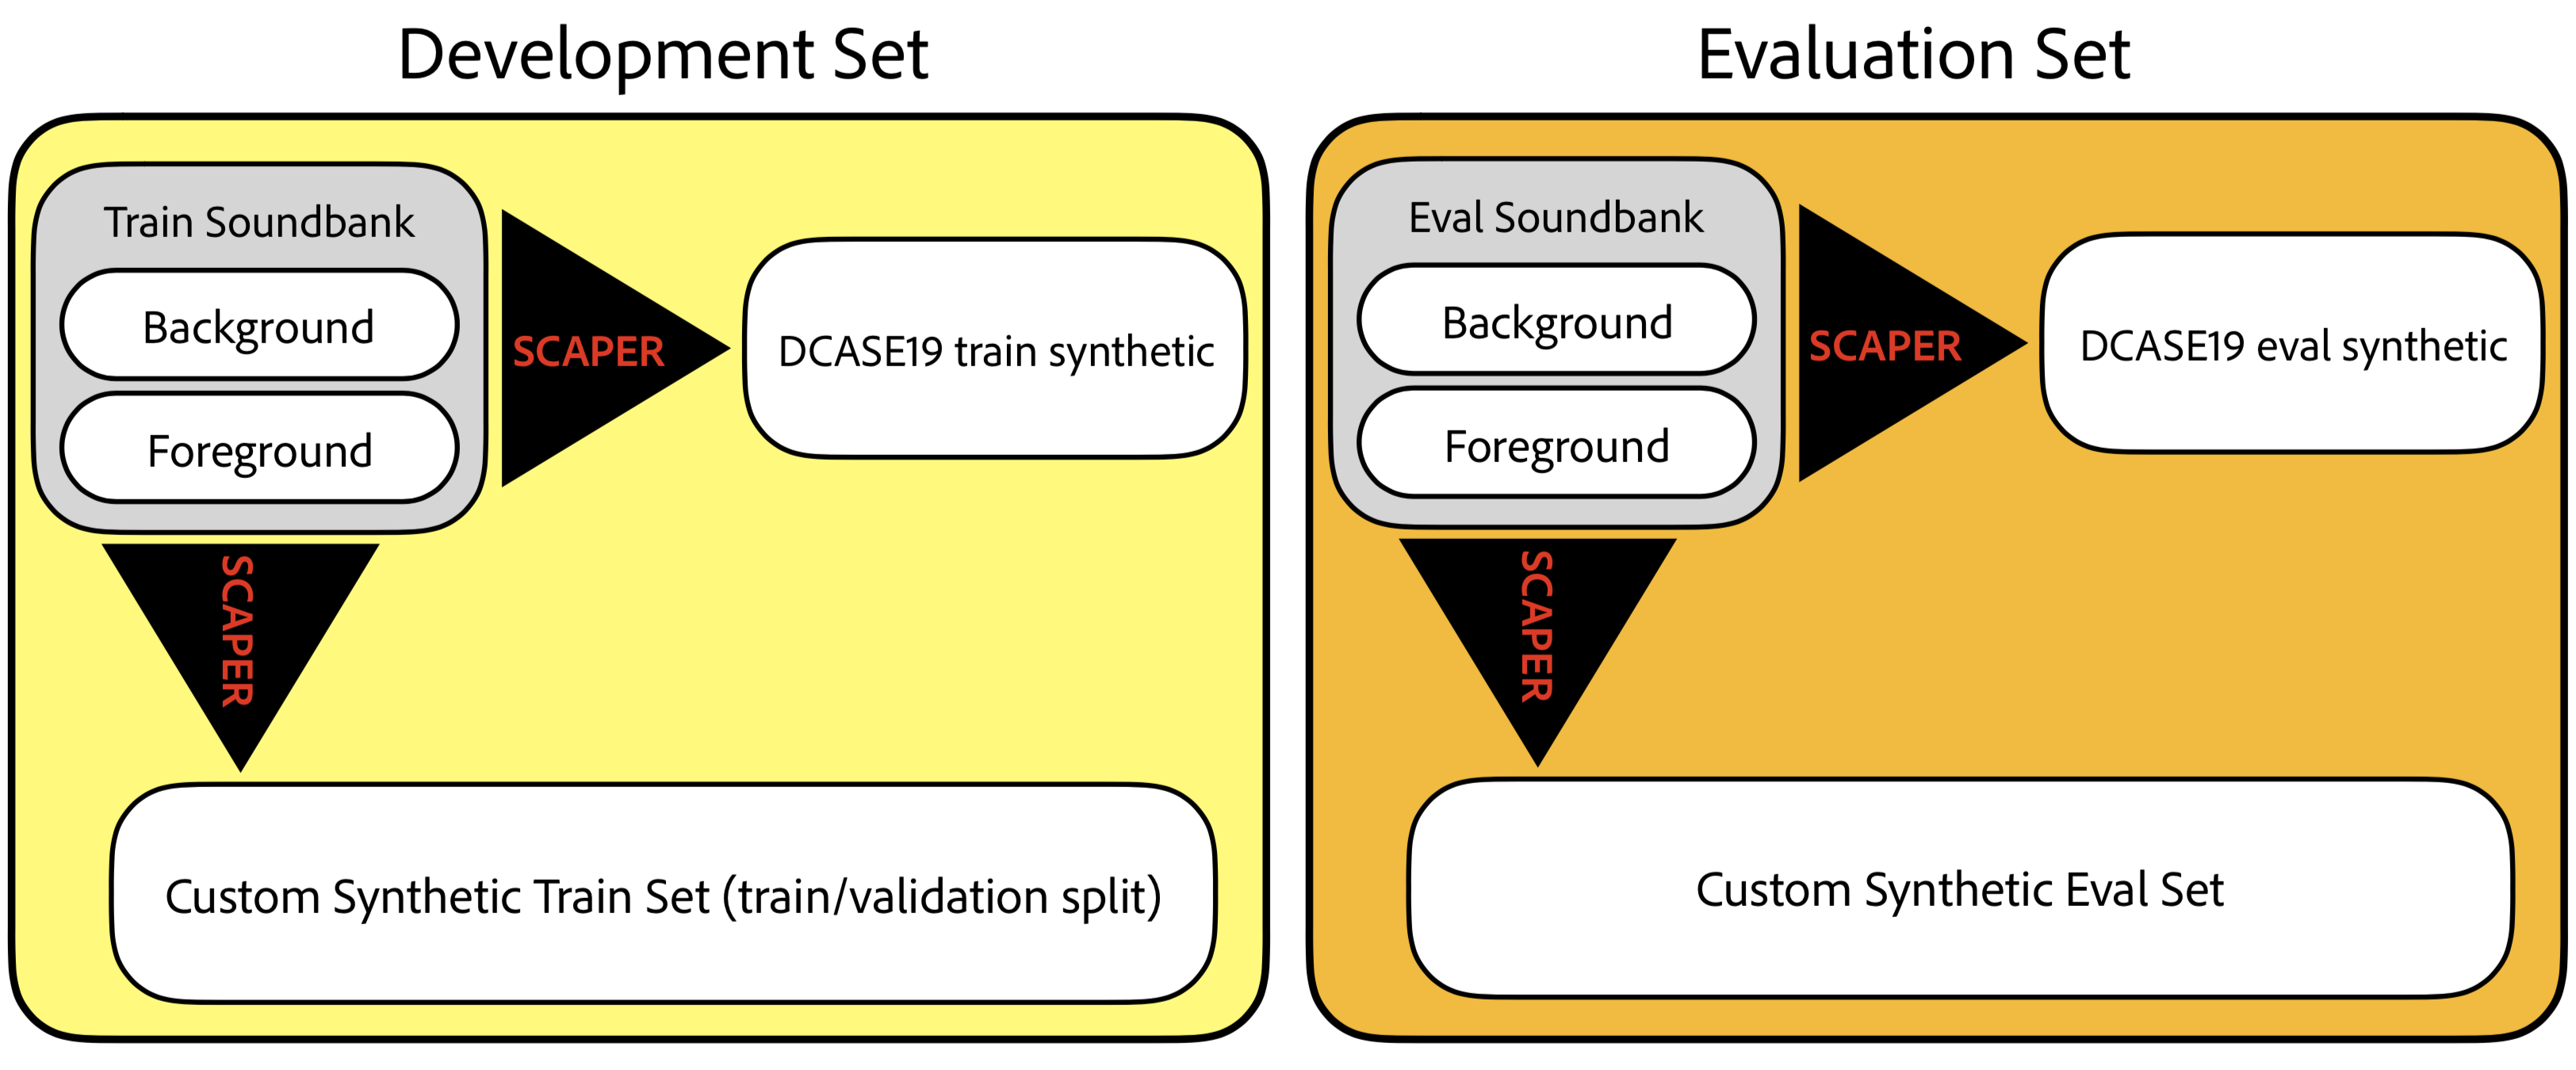 Development Set
Train Soundbank
Background
Foreground
SCAPER
DCASE19 train synthetic
SCAPER
Custom Synthetic Train Set (train/validation split)
Evaluation Set
Eval Soundbank
Background
Foreground
SCAPER
DCASE19 eval synthetic
SCAPER
Custom Synthetic Eval Set